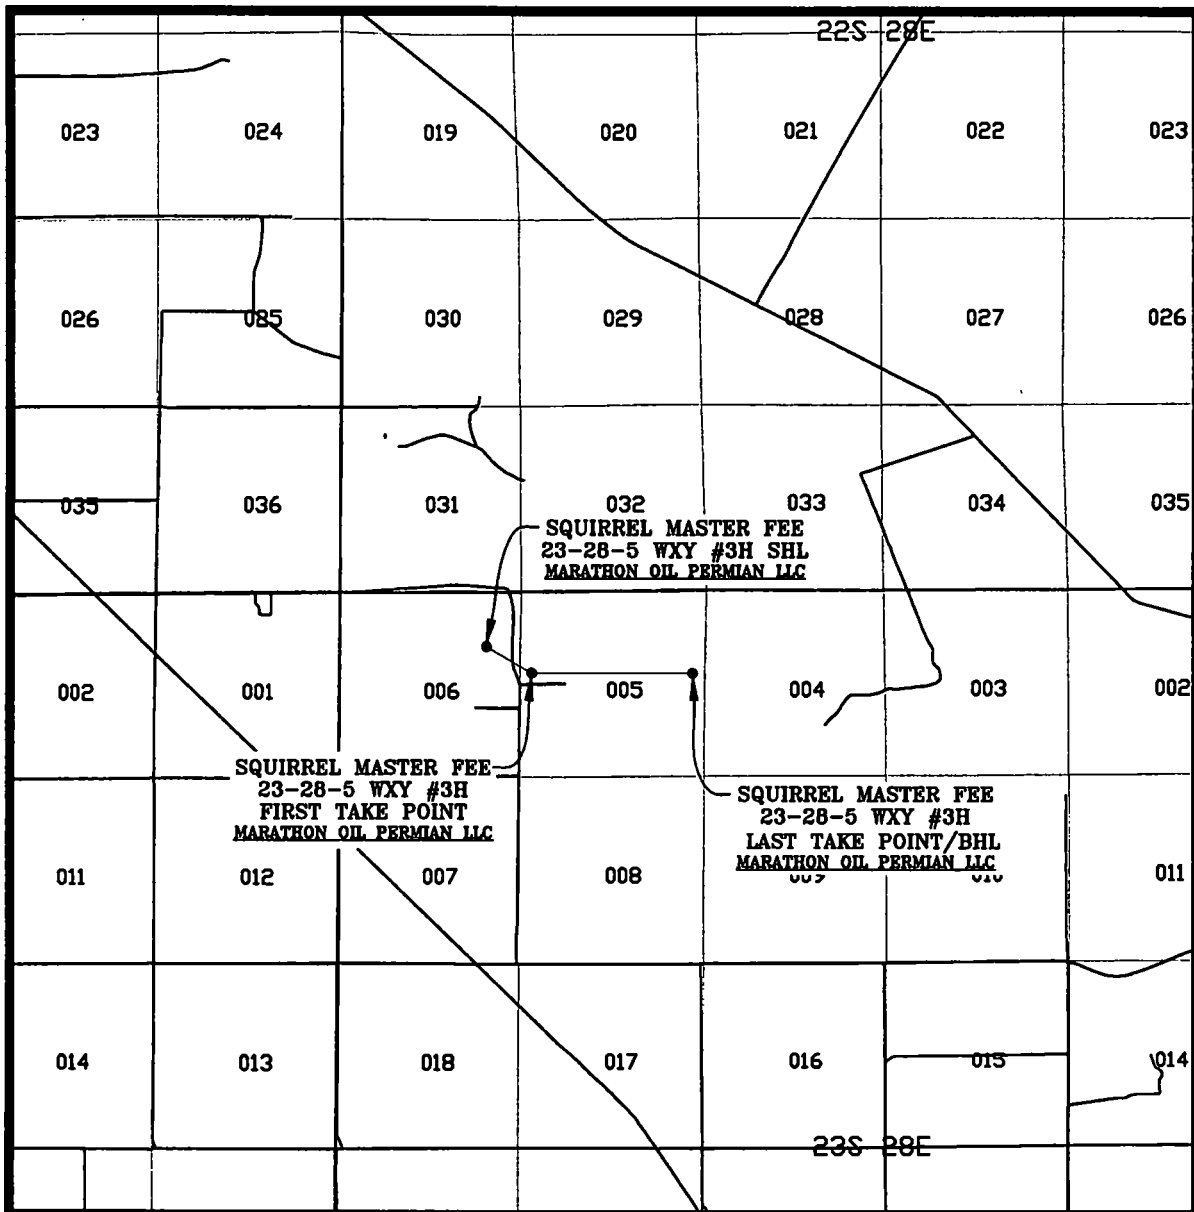 22S 28E
023 024 019 020 021 022 023
026 025 030 029 028 027 026
035 036 031 032 033 034 035
SQUIRREL MASTER FEE
23-28-5 WXY #3H SHL
MARATHON OIL PERMIAN LLC
002 001 006 005 004 003 002
SQUIRREL MASTER FEE
23-28-5 WXY #3H
FIRST TAKE POINT
MARATHON OIL PERMIAN LLC
SQUIRREL MASTER FEE
23-28-5 WXY #3H
LAST TAKE POINT/BHL
MARATHON OIL PERMIAN LLC
011 012 007 008 011
014 013 018 017 016 015 014
23S 28E